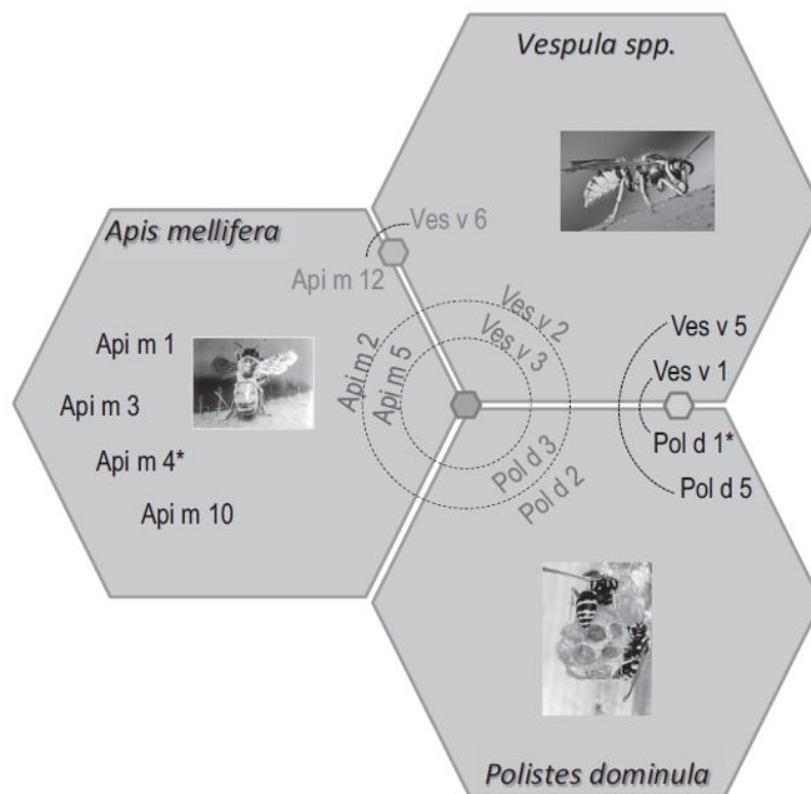 Vespula spp.
Apis mellifera
Ves v 6
Api m 12
Api m 1
Api m 3
Api m 4*
Api m 10
Api m 2
Api m 5
Ves v 2
Ves v 3
Pol d 3
Pol d 2
Ves v 5
Ves v 1
Pol d 1*
Pol d 5
Polistes dominula